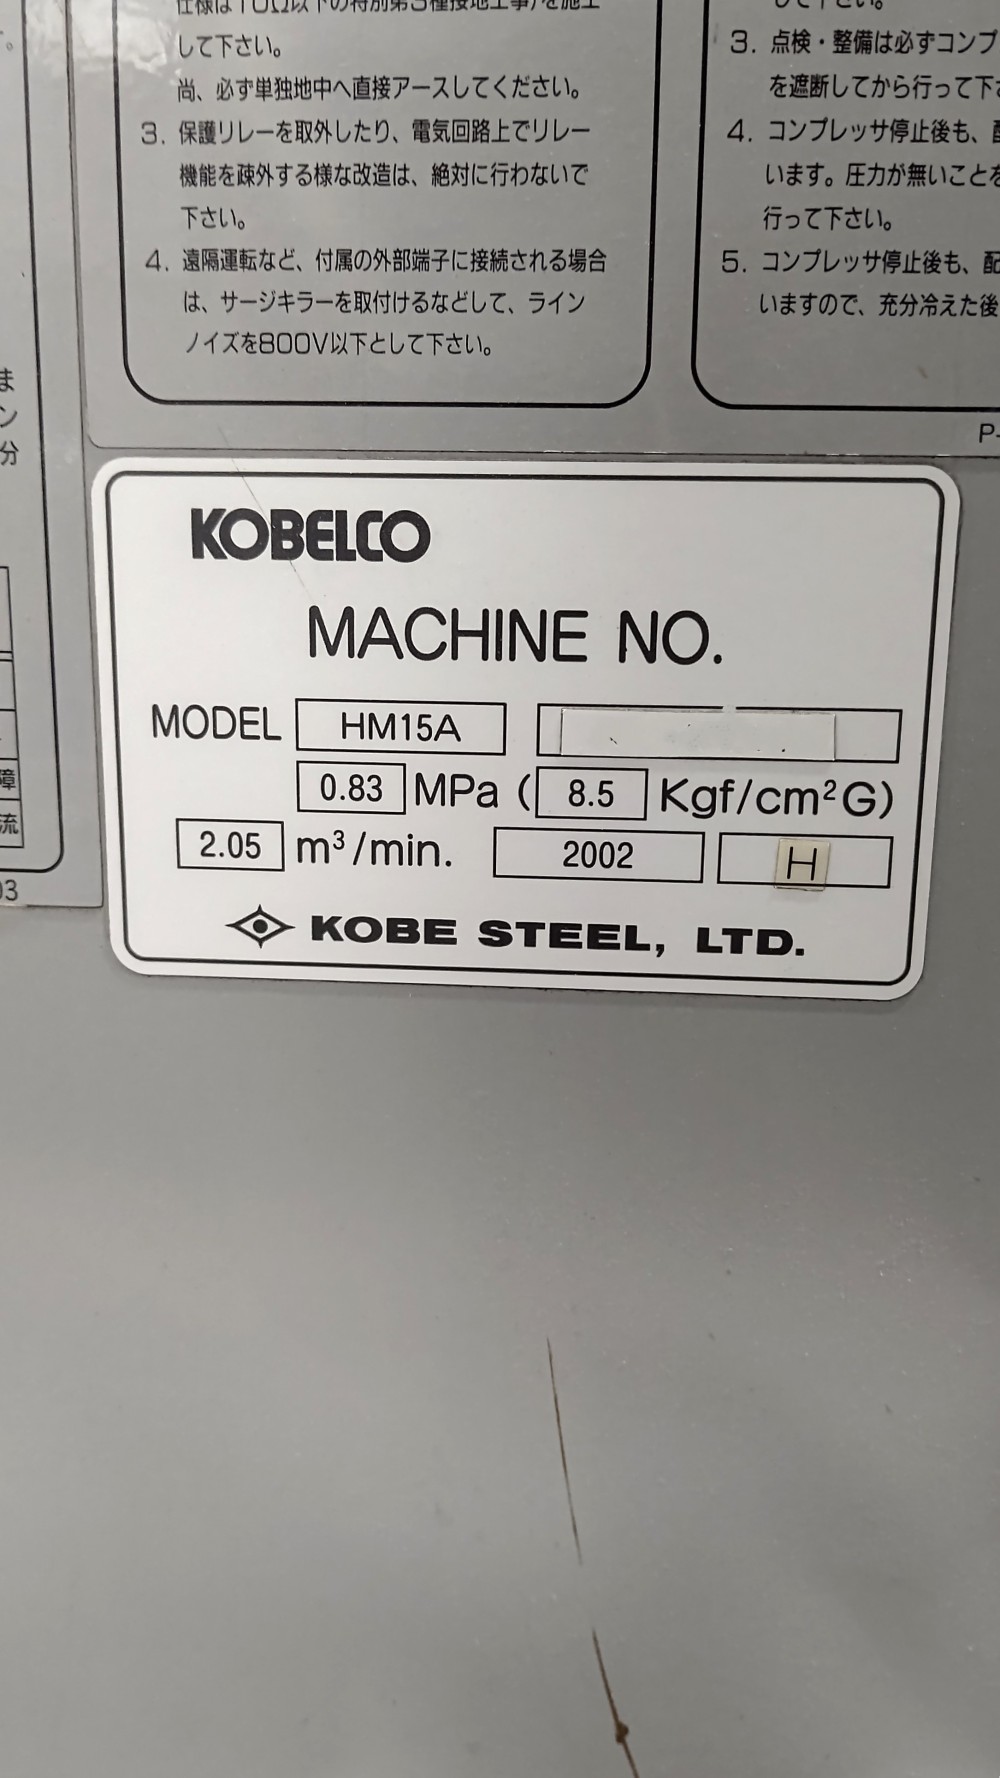 して下さい。
尚、必ず単独地中へ直接アースしてください。
3. 保護リレーを取外したり、電気回路上でリレー
機能を疎外する様な改造は、絶対に行わないで
下さい。
4. 遠隔運転など、付属の外部端子に接続される場合
は、サージキラーを取付けるなどして、ライン
ノイズを800V以下として下さい。
3. 点検・整備は必ずコンプ
を遮断してから行って下さ
4. コンプレッサ停止後も、配
います。圧力が無いことを
行って下さい。
5. コンプレッサ停止後も、配
いますので、充分冷えた後
P-
ま
ン
分
障
流
03
KOBELCO
MACHINE NO.
MODEL HM15A
0.83 MPa (8.5 Kgf/cm²G)
2.05 m³/min. 2002 H
KOBE STEEL, LTD.